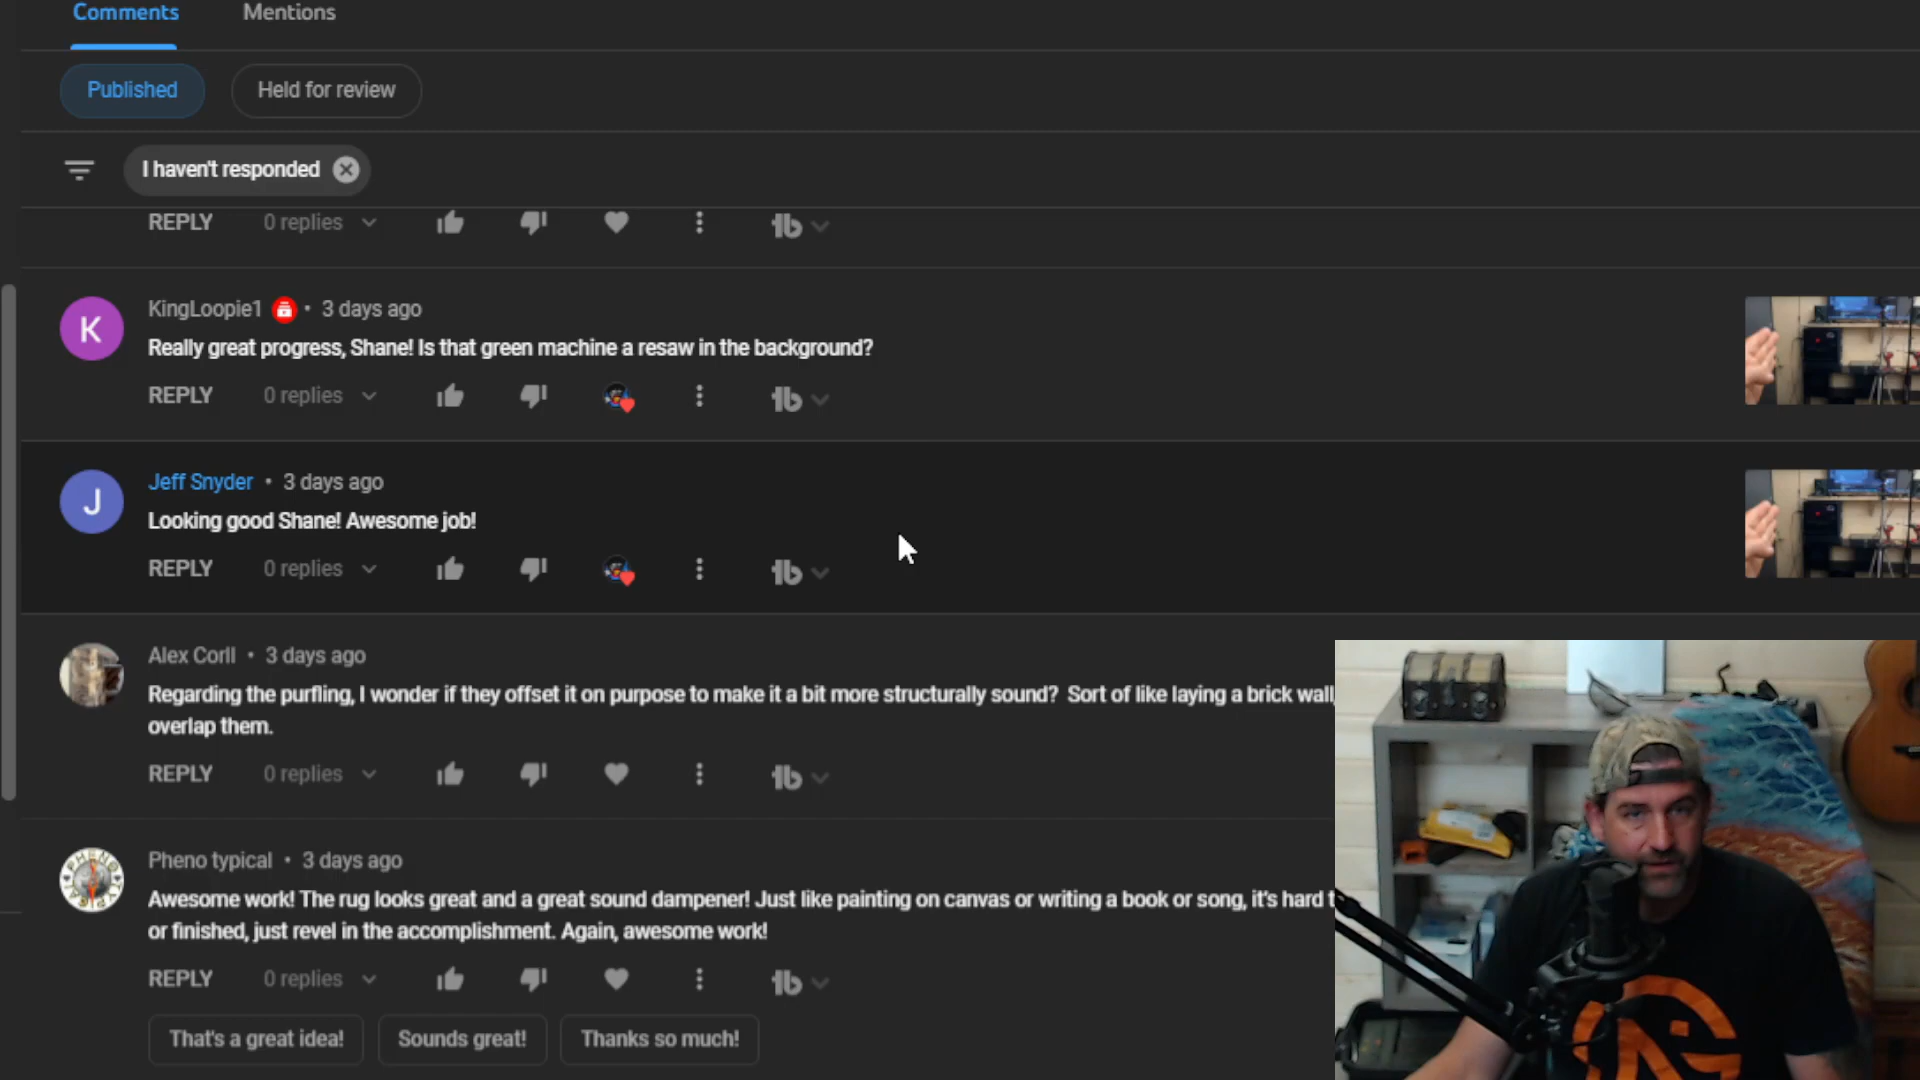 Comments Mentions
Published Held for review
I haven't responded
REPLY 0 replies
KingLoopie1 • 3 days ago
Really great progress, Shane! Is that green machine a resaw in the background?
REPLY 0 replies
Jeff Snyder • 3 days ago
Looking good Shane! Awesome job!
REPLY 0 replies
Alex Corll • 3 days ago
Regarding the purfling, I wonder if they offset it on purpose to make it a bit more structurally sound? Sort of like laying a brick wall,
overlap them.
REPLY 0 replies
Pheno typical • 3 days ago
Awesome work! The rug looks great and a great sound dampener! Just like painting on canvas or writing a book or song, it's hard
or finished, just revel in the accomplishment. Again, awesome work!
REPLY 0 replies
That's a great idea! Sounds great! Thanks so much!